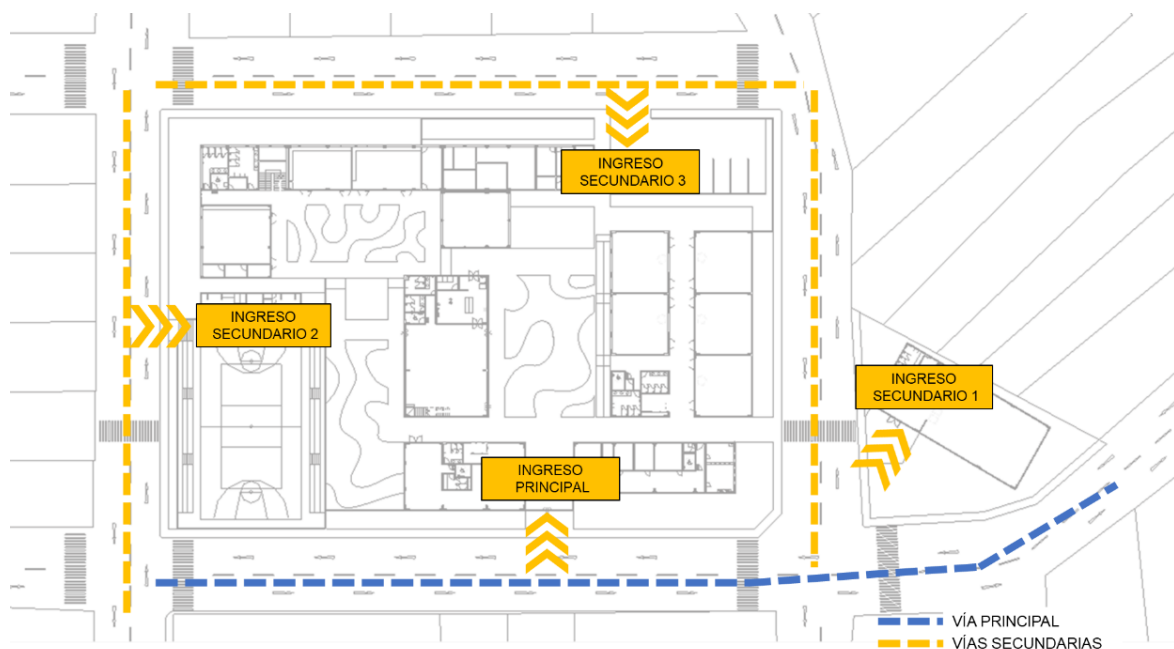 INGRESO
SECUNDARIO 3
INGRESO
SECUNDARIO 2
INGRESO
SECUNDARIO 1
INGRESO
PRINCIPAL
VÍA PRINCIPAL
VÍAS SECUNDARIAS